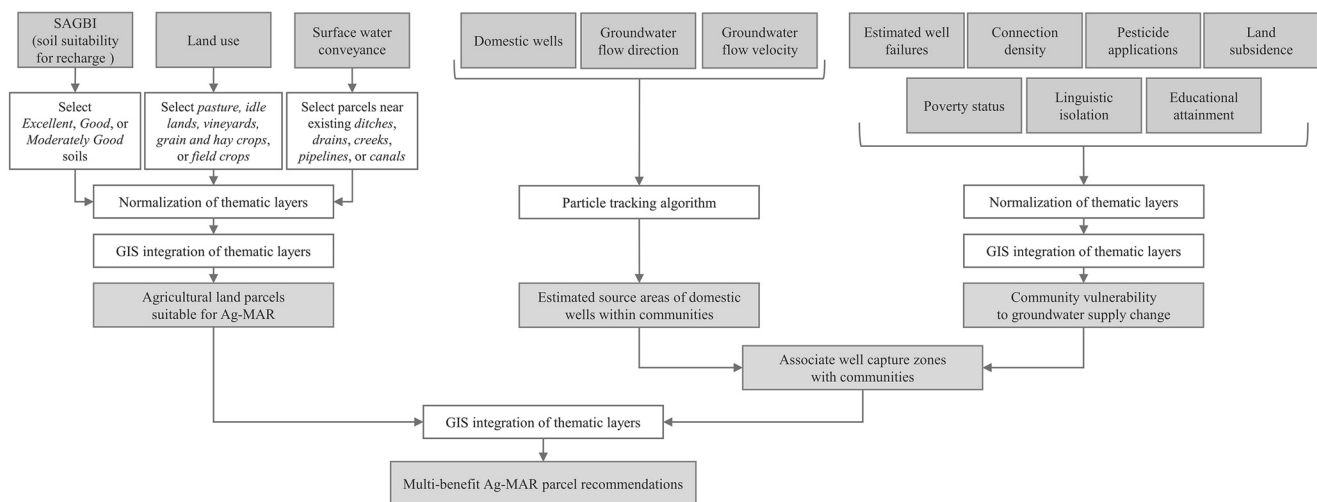 SAGBI
(soil suitability
for recharge )
Land use
Surface water
conveyance
Domestic wells
Groundwater
flow direction
Groundwater
flow velocity
Estimated well
failures
Connection
density
Pesticide
applications
Land
subsidence
Poverty status
Linguistic
isolation
Educational
attainment
Select
Excellent, Good, or
Moderately Good
soils
Select pasture, idle
lands, vineyards,
grain and hay crops,
or field crops
Select parcels near
existing ditches,
drains, creeks,
pipelines, or canals
Normalization of thematic layers
Particle tracking algorithm
Normalization of thematic layers
GIS integration of thematic layers
GIS integration of thematic layers
Agricultural land parcels
suitable for Ag-MAR
Estimated source areas of domestic
wells within communities
Community vulnerability
to groundwater supply change
Associate well capture zones
with communities
GIS integration of thematic layers
Multi-benefit Ag-MAR parcel recommendations